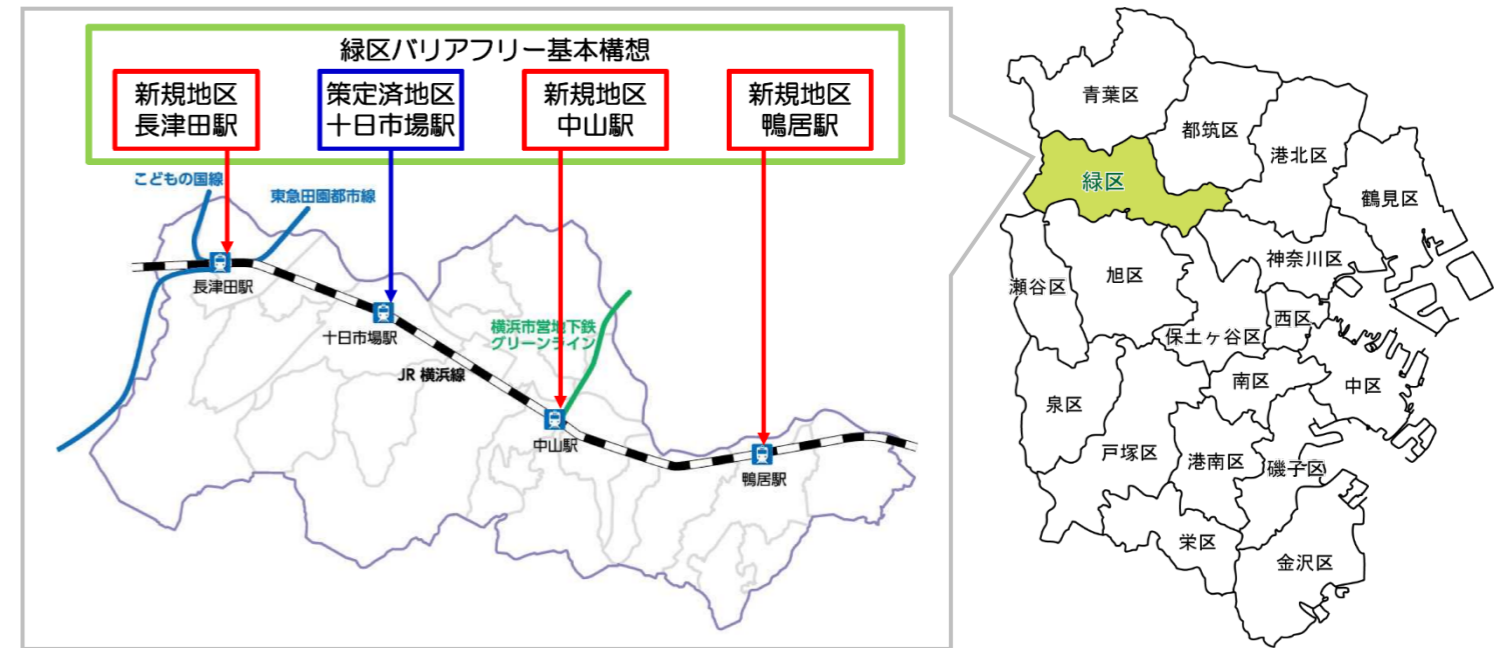 緑区バリアフリー基本構想
新規地区
長津田駅
策定済地区
十日市場駅
新規地区
中山駅
新規地区
鴨居駅
こどもの国線
東急田園都市線
長津田駅
十日市場駅
横浜市営地下鉄
グリーンライン
JR 横浜線
中山駅
鴨居駅
青葉区
都筑区
港北区
緑区
鶴見区
神奈川区
瀬谷区
旭区
西区
保土ヶ谷区
南区
中区
泉区
戸塚区
港南区
磯子区
栄区
金沢区